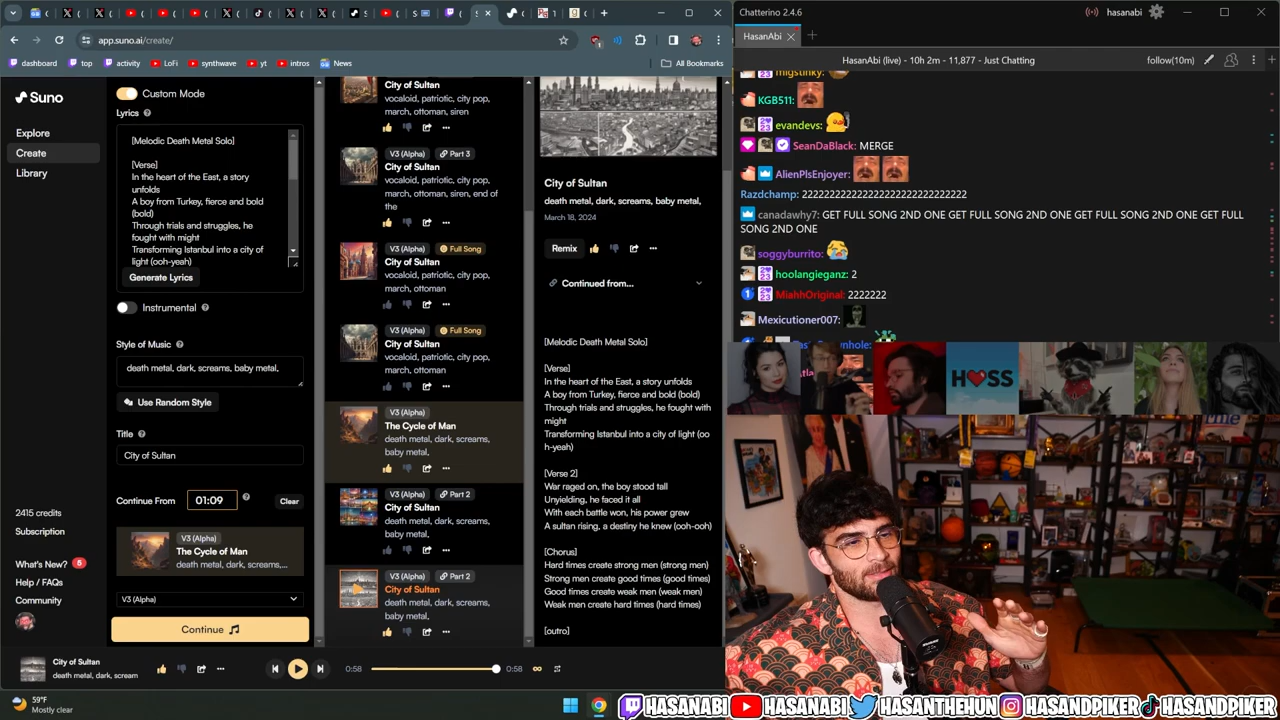 app.suno.ai/create/
dashboard
top
activity
LoFi
synthwave
yt
intros
News
All Bookmarks
Suno
Explore
Create
Library
2415 credits
Subscription
What's New? 5
Help / FAQs
Community
Custom Mode
Lyrics
[Melodic Death Metal Solo]
[Verse]
In the heart of the East, a story
unfolds
A boy from Turkey, fierce and bold
(bold)
Through trials and struggles, he
fought with might
Transforming Istanbul into a city of
light (ooh-yeah)
Generate Lyrics
Instrumental
Style of Music
death metal, dark, screams, baby metal,
Use Random Style
Title
City of Sultan
Continue From 01:09 Clear
V3 (Alpha)
The Cycle of Man
death metal, dark, screams,...
V3 (Alpha)
Continue
City of Sultan
vocaloid, patriotic, city pop,
march, ottoman, siren
V3 (Alpha) Part 3
City of Sultan
vocaloid, patriotic, city pop,
march, ottoman, siren, end of
the
V3 (Alpha) Full Song
City of Sultan
vocaloid, patriotic, city pop,
march, ottoman
V3 (Alpha) Full Song
City of Sultan
vocaloid, patriotic, city pop,
march, ottoman
V3 (Alpha)
The Cycle of Man
death metal, dark, screams,
baby metal,
V3 (Alpha) Part 2
City of Sultan
death metal, dark, screams,
baby metal,
V3 (Alpha) Part 2
City of Sultan
death metal, dark, screams,
baby metal,
City of Sultan
death metal, dark, screams, baby metal,
March 18, 2024
Remix
Continued from...
[Melodic Death Metal Solo]
[Verse]
In the heart of the East, a story unfolds
A boy from Turkey, fierce and bold (bold)
Through trials and struggles, he fought with
might
Transforming Istanbul into a city of light (oo
h-yeah)
[Verse 2]
War raged on, the boy stood tall
Unyielding, he faced it all
With each battle won, his power grew
A sultan rising, a destiny he knew (ooh-ooh)
[Chorus]
Hard times create strong men (strong men)
Strong men create good times (good times)
Good times create weak men (weak men)
Weak men create hard times (hard times)
[outro]
City of Sultan
death metal, dark, scream
0:58
0:58
59°F
Mostly clear
Chatterino 2.4.6
hasanabi
HasanAbi
HasanAbi (live) - 10h 2m - 11,877 - Just Chatting
follow(10m)
migstinky:
KGB511:
evandevs:
SeanDaBlack: MERGE
AlienPlsEnjoyer:
Razdchamp: 22222222222222222222222222222
canadawhy7: GET FULL SONG 2ND ONE GET FULL SONG 2ND ONE GET FULL SONG 2ND ONE GET FULL
SONG 2ND ONE
soggyburrito:
hoolangieganz: 2
MiahhOriginal: 2222222
Mexicutioner007:
HASANABI
HASANABI
HASANTHEHUN
HASANDPIKER
HASANDPIKER